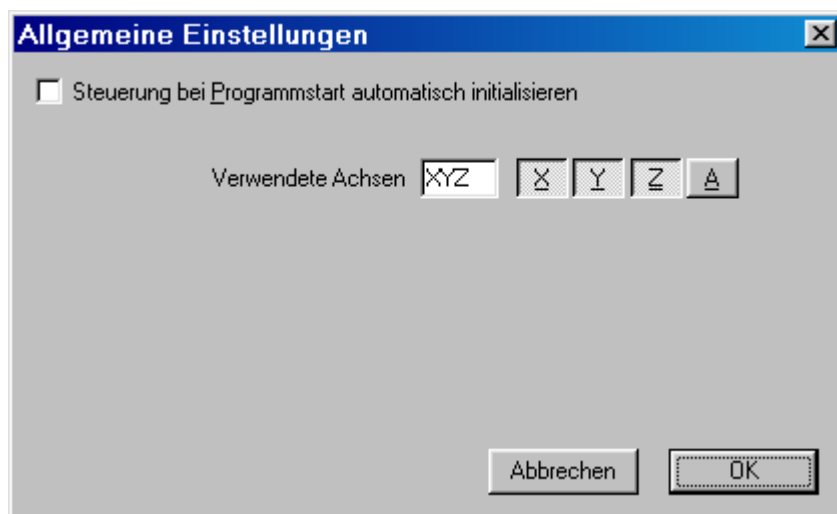 Allgemeine Einstellungen
Steuerung bei Programmstart automatisch initialisieren
Verwendete Achsen XYZ X Y Z A
Abbrechen OK